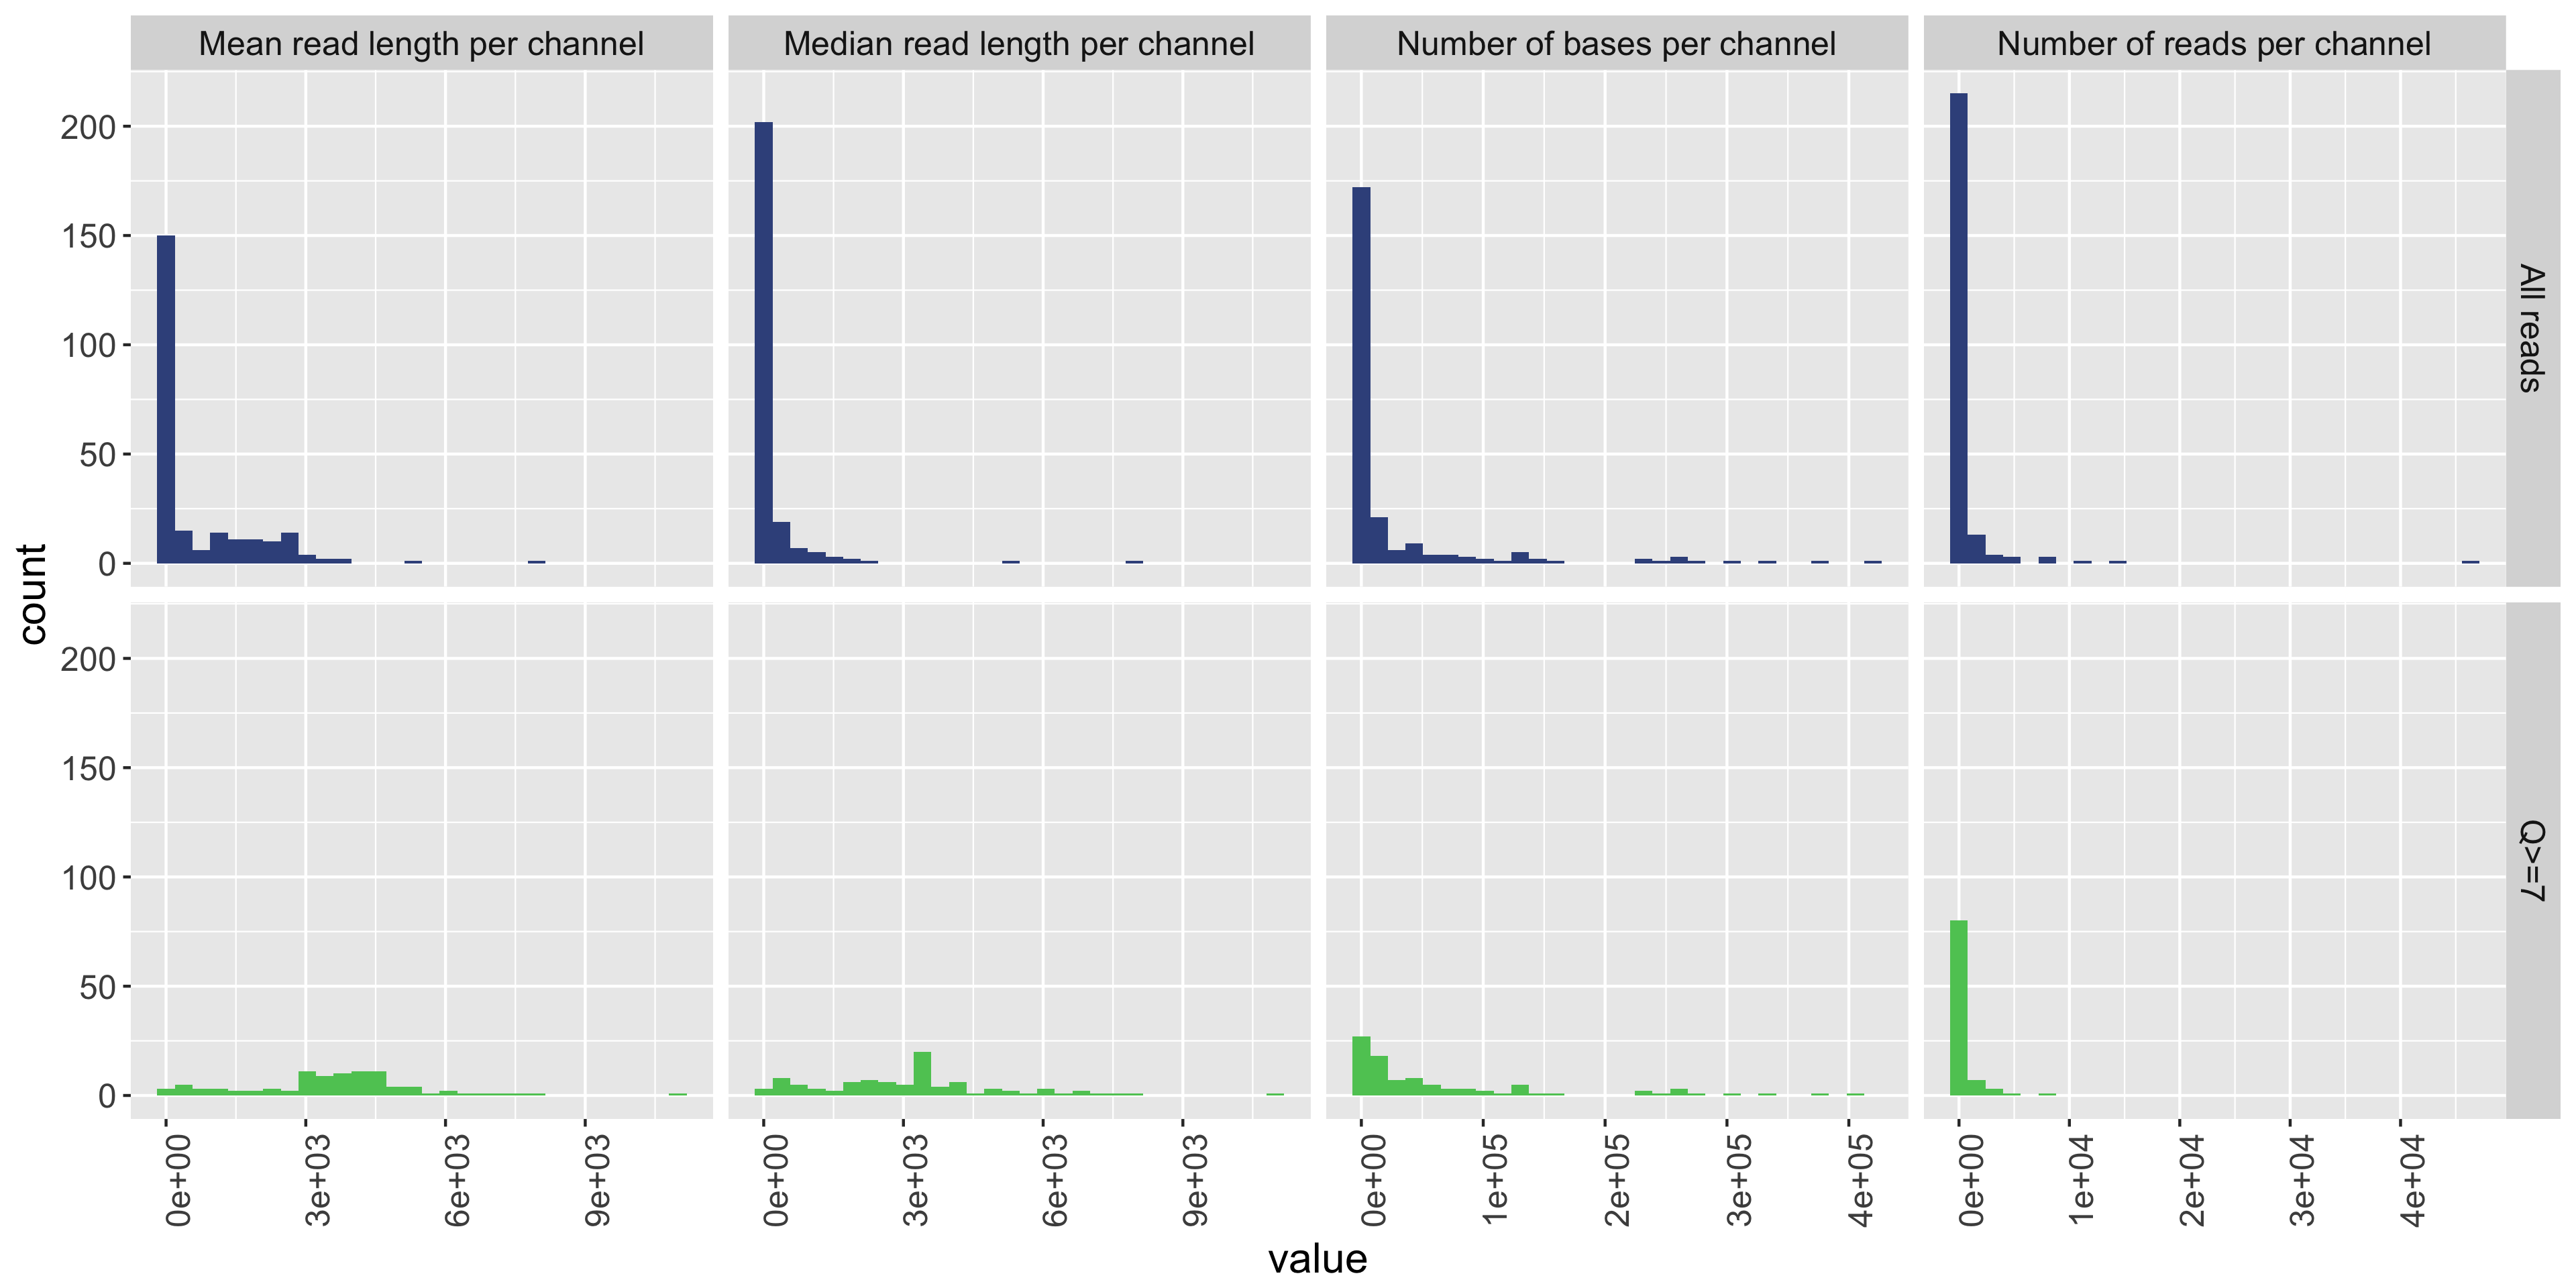 Mean read length per channel
Median read length per channel
Number of bases per channel
Number of reads per channel
200
150
100
50
0
All reads
count
200
150
100
50
0
Q>=7
0e+00
3e+03
6e+03
9e+03
0e+00
3e+03
6e+03
9e+03
0e+00
1e+05
2e+05
3e+05
4e+05
0e+00
1e+04
2e+04
3e+04
4e+04
value